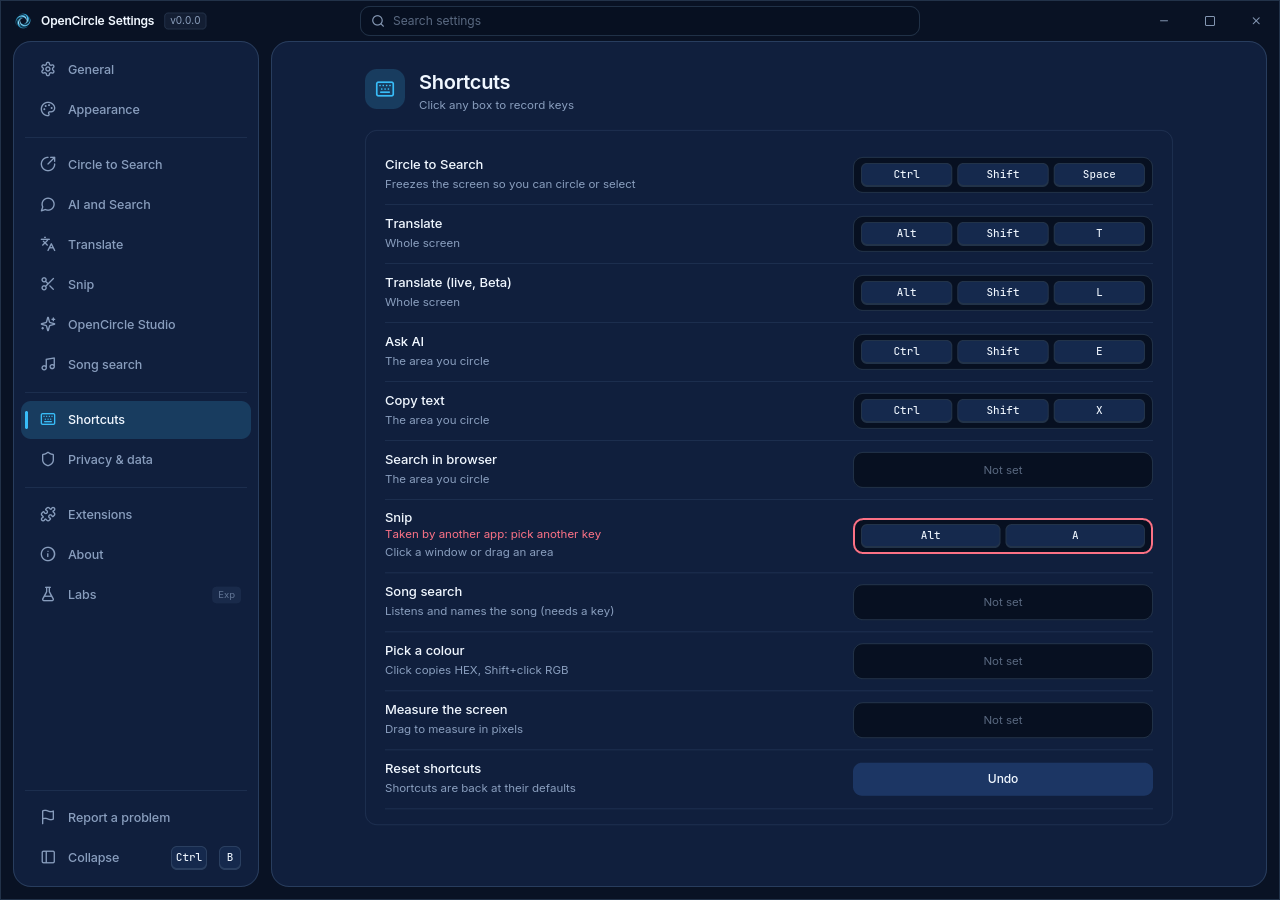 OpenCircle Settings v0.0.0
Search settings
General
Appearance
Circle to Search
AI and Search
Translate
Snip
OpenCircle Studio
Song search
Shortcuts
Privacy & data
Extensions
About
Labs Exp
Report a problem
Collapse Ctrl B
Shortcuts
Click any box to record keys
Circle to Search
Freezes the screen so you can circle or select
Ctrl Shift Space
Translate
Whole screen
Alt Shift T
Translate (live, Beta)
Whole screen
Alt Shift L
Ask AI
The area you circle
Ctrl Shift E
Copy text
The area you circle
Ctrl Shift X
Search in browser
The area you circle
Not set
Snip
Taken by another app: pick another key
Click a window or drag an area
Alt A
Song search
Listens and names the song (needs a key)
Not set
Pick a colour
Click copies HEX, Shift+click RGB
Not set
Measure the screen
Drag to measure in pixels
Not set
Reset shortcuts
Shortcuts are back at their defaults
Undo